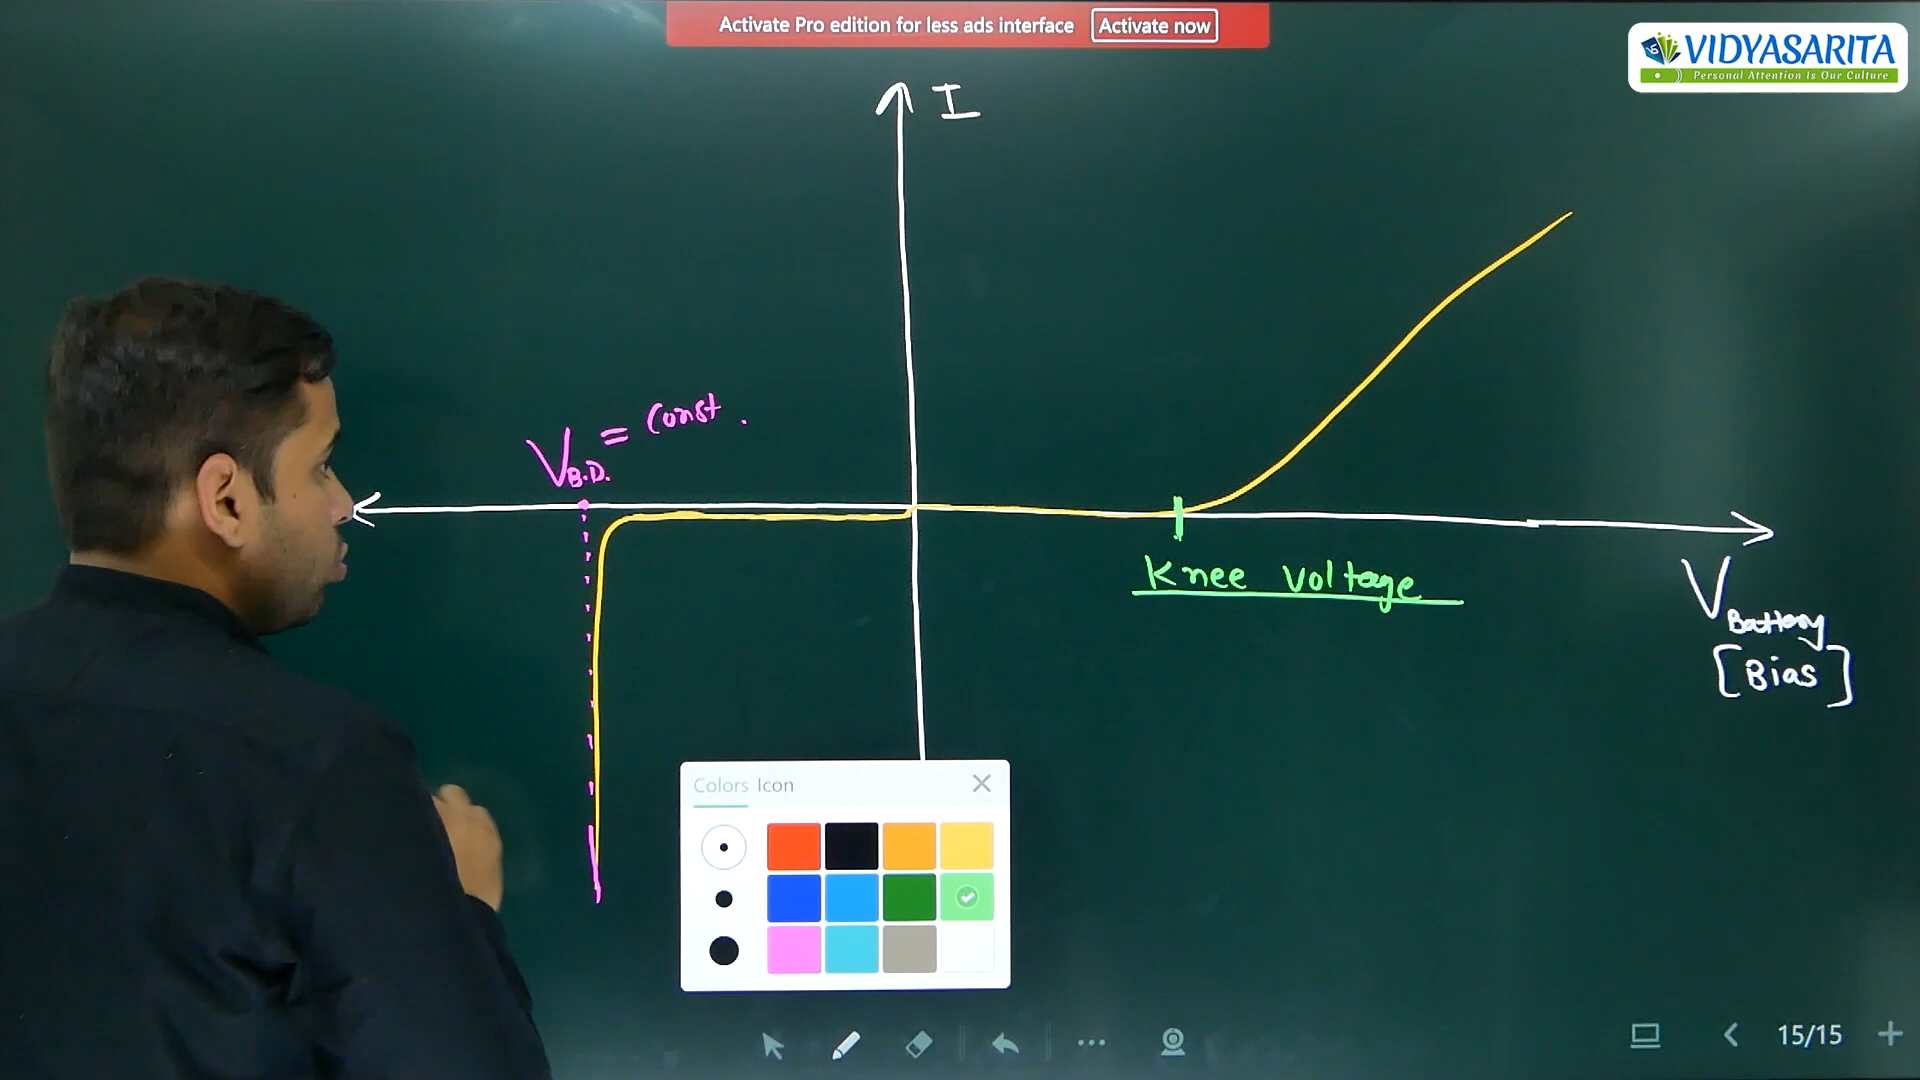 Activate Pro edition for less ads interface Activate now
VIDYASARITA
Personal Attention Is Our Culture
I
V B.D. = Const.
Knee Voltage
V Battery
[Bias]
Colors Icon
15/15